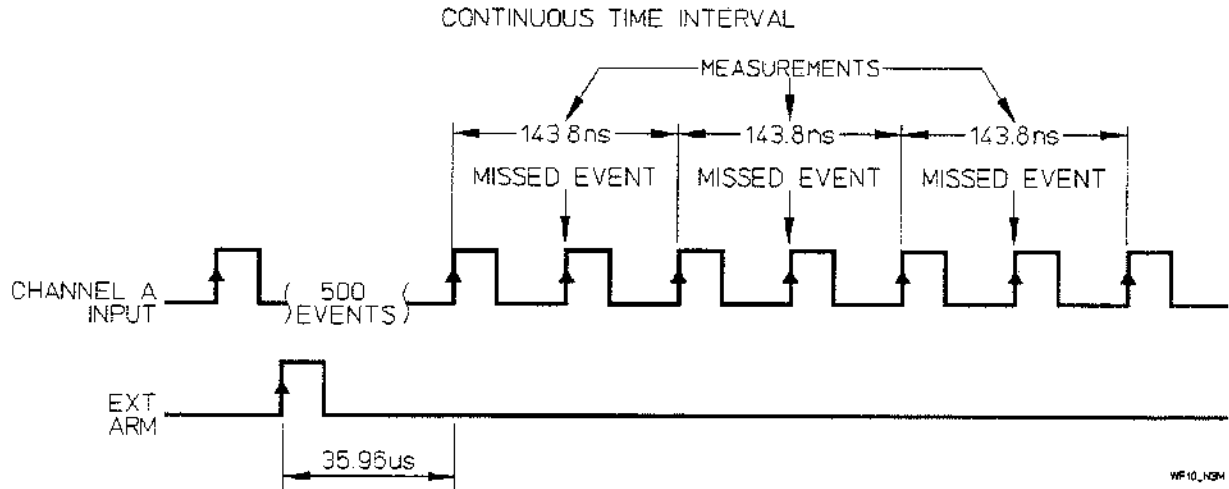 CONTINUOUS TIME INTERVAL
MEASUREMENTS
143.8ns 143.8ns 143.8ns
MISSED EVENT MISSED EVENT MISSED EVENT
CHANNEL A
INPUT
500
EVENTS
EXT
ARM
35.96us